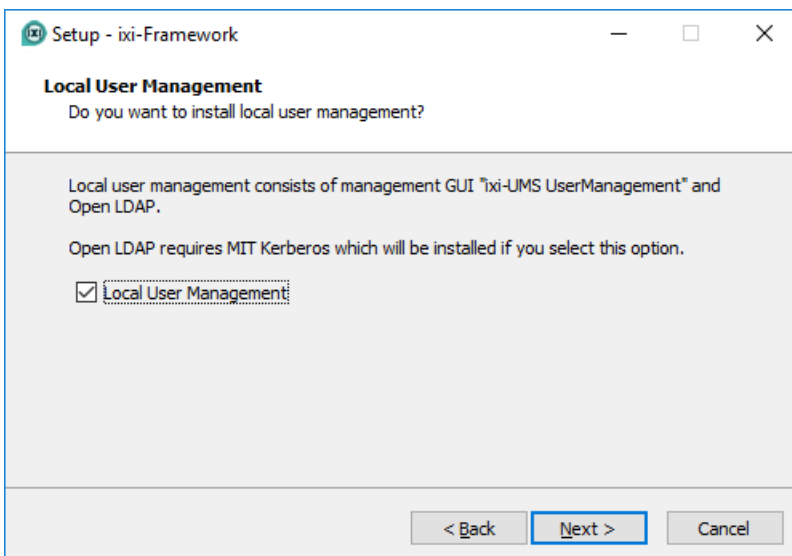 ixi Setup - ixi-Framework
Local User Management
Do you want to install local user management?
Local user management consists of management GUI "ixi-UMS UserManagement" and
Open LDAP.
Open LDAP requires MIT Kerberos which will be installed if you select this option.
Local User Management
< Back Next > Cancel